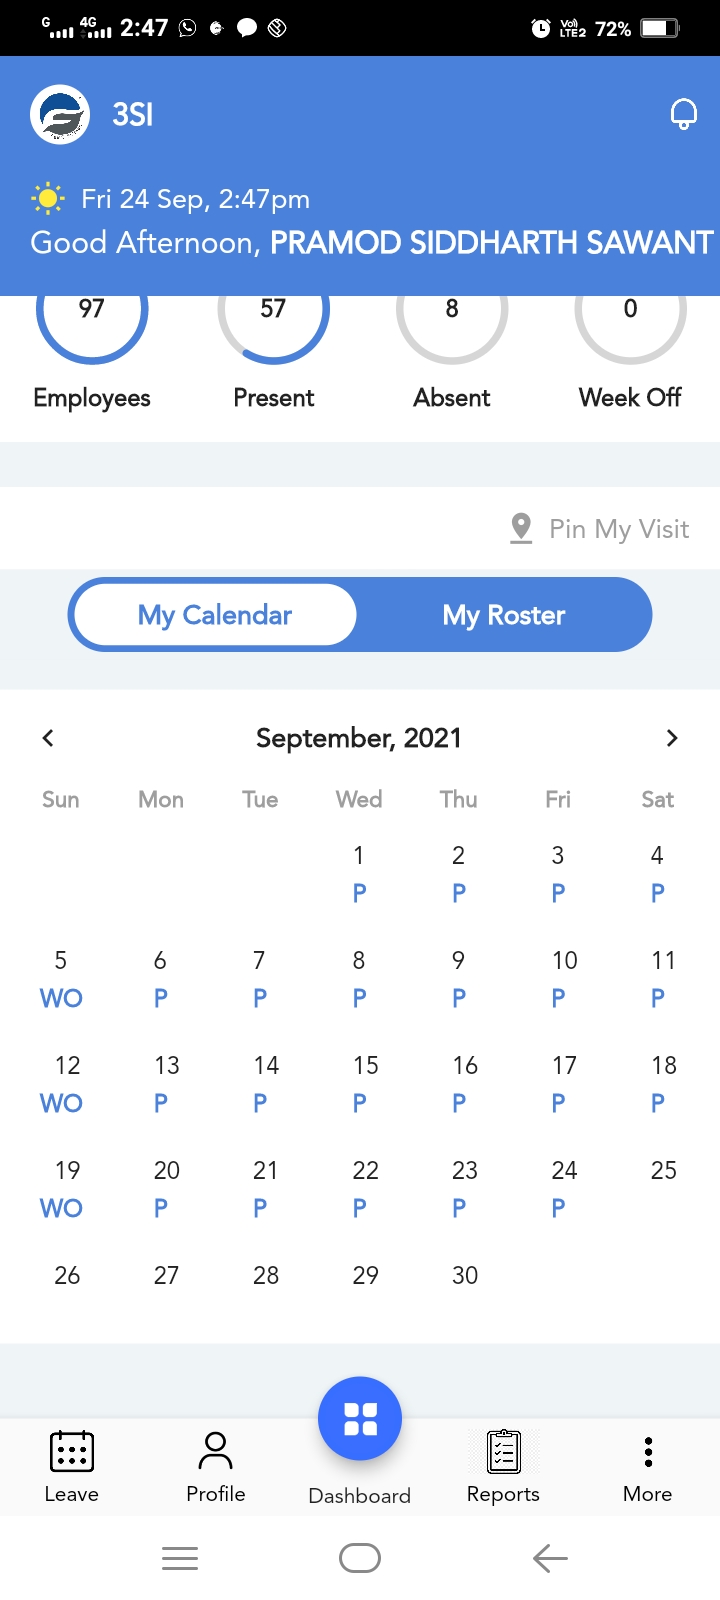 G 4G 2:47 Vo) LTE2 72%
3SI
Fri 24 Sep, 2:47pm
Good Afternoon, PRAMOD SIDDHARTH SAWANT
97 57 8 0
Employees Present Absent Week Off
Pin My Visit
My Calendar My Roster
September, 2021
Sun Mon Tue Wed Thu Fri Sat
1 2 3 4
P P P P
5 6 7 8 9 10 11
WO P P P P P P
12 13 14 15 16 17 18
WO P P P P P P
19 20 21 22 23 24 25
WO P P P P P
26 27 28 29 30
Leave Profile Dashboard Reports More